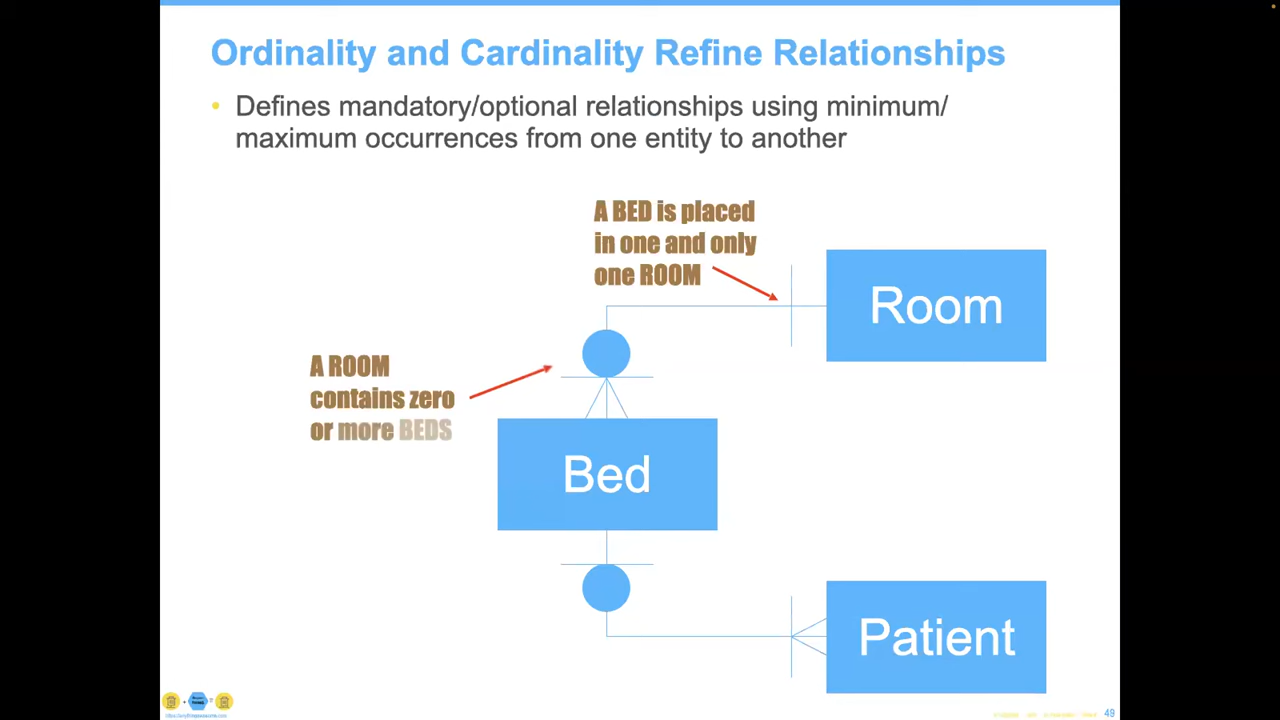 Ordinality and Cardinality Refine Relationships
• Defines mandatory/optional relationships using minimum/
maximum occurrences from one entity to another
A BED is placed
in one and only
one ROOM
Room
A ROOM
contains zero
or more BEDS
Bed
Patient
49